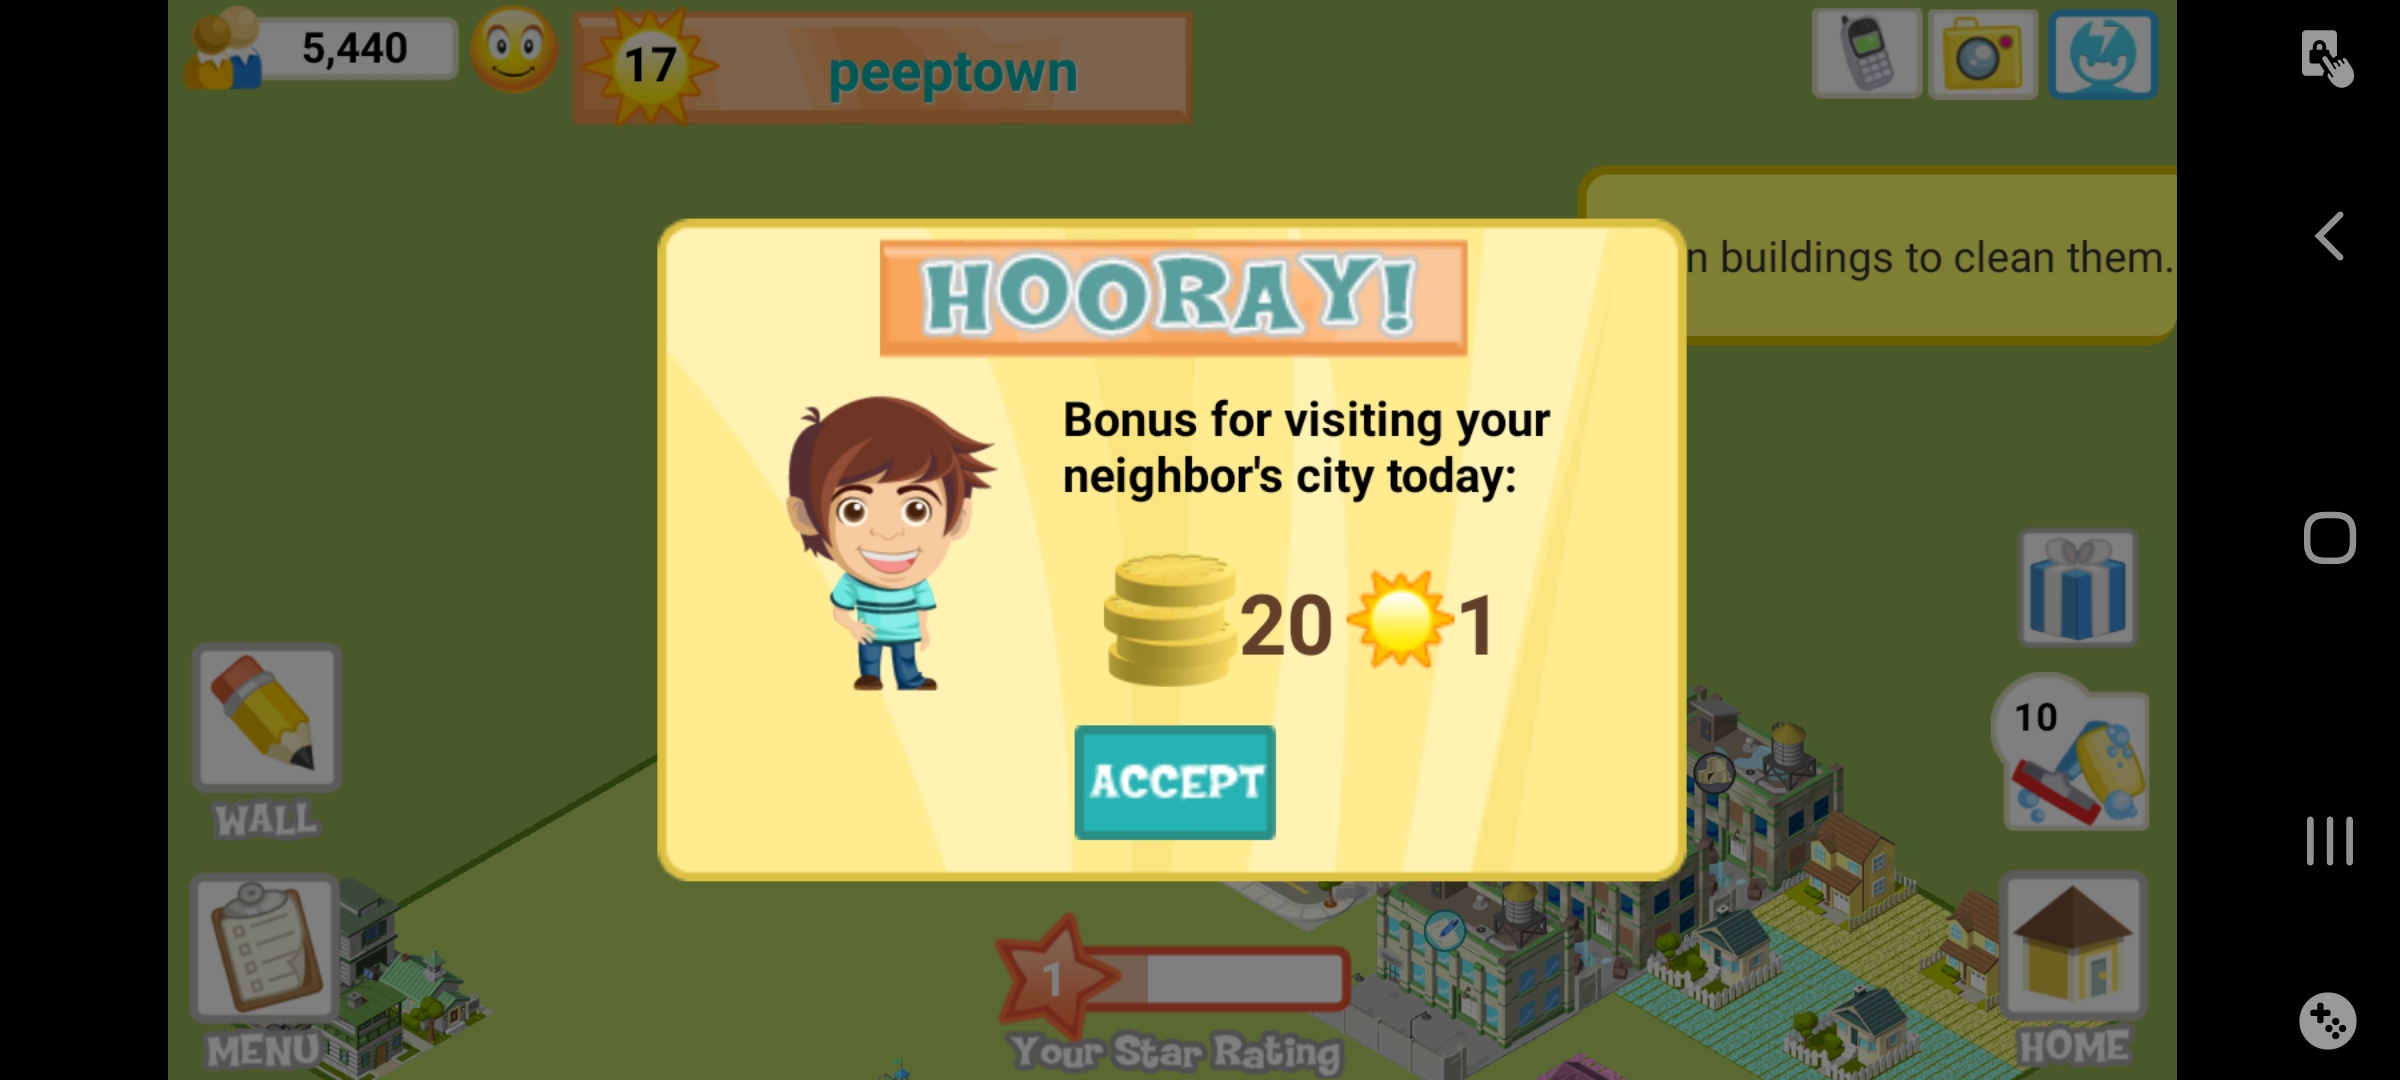 5,440
17
peeptown
n buildings to clean them.
HOORAY!
Bonus for visiting your
neighbor's city today:
20
1
ACCEPT
WALL
10
MENU
1
Your Star Rating
HOME